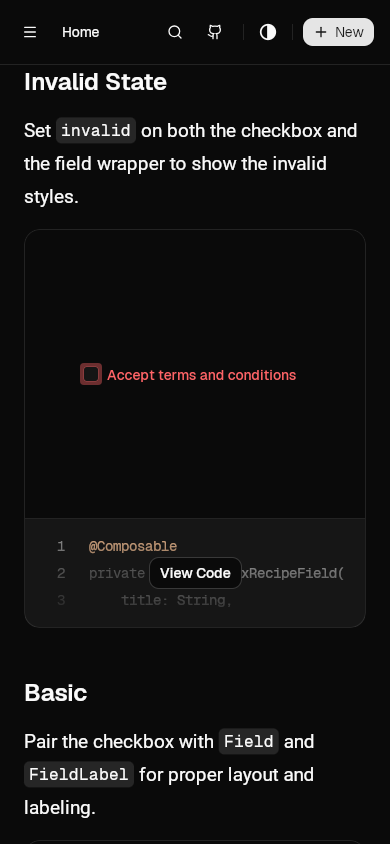 Home
New
Invalid State
Set invalid on both the checkbox and
the field wrapper to show the invalid
styles.
Accept terms and conditions
1 @Composable
2 private View Code xRecipeField(
3 title: String,
Basic
Pair the checkbox with Field and
FieldLabel for proper layout and
labeling.